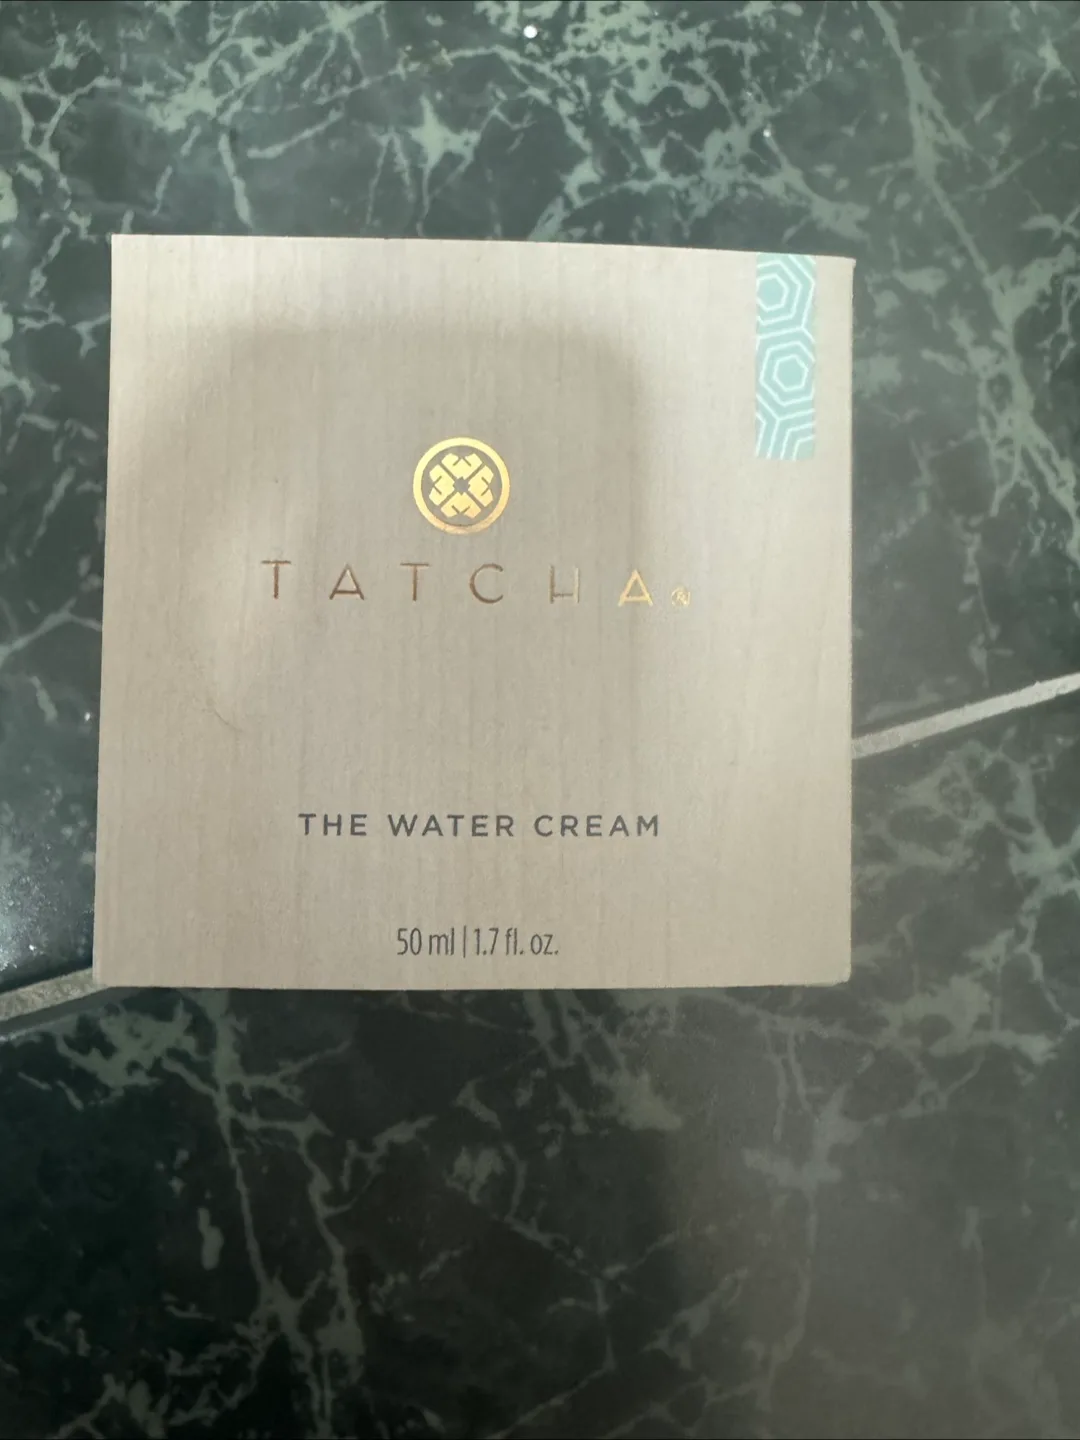 TATCHA®
THE WATER CREAM
50 ml | 1.7 fl. oz.